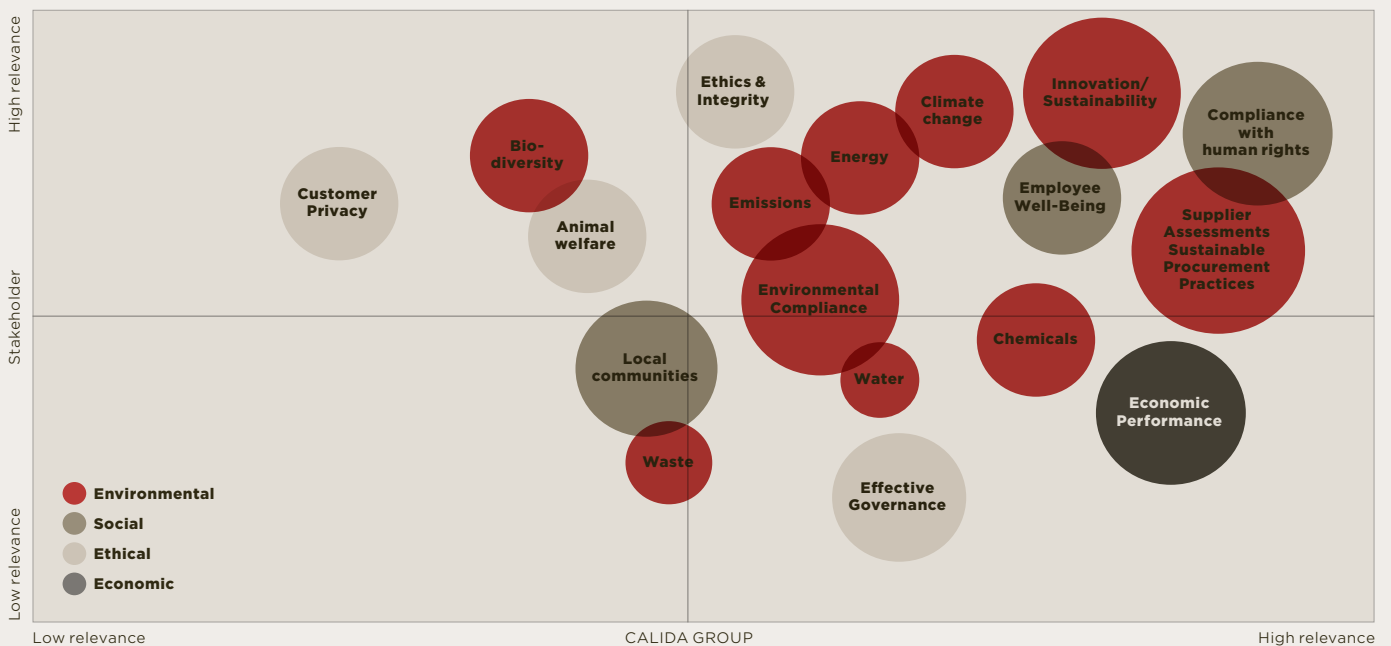 High relevance
Stakeholder
Low relevance
Ethics &
Integrity
Climate
change
Innovation/
Sustainability
Compliance
with
human rights
Bio-
diversity
Energy
Customer
Privacy
Emissions
Employee
Well-Being
Animal
welfare
Supplier
Assessments
Sustainable
Procurement
Practices
Environmental
Compliance
Chemicals
Local
communities
Water
Economic
Performance
Waste
Effective
Governance
Environmental
Social
Ethical
Economic
Low relevance
CALIDA GROUP
High relevance